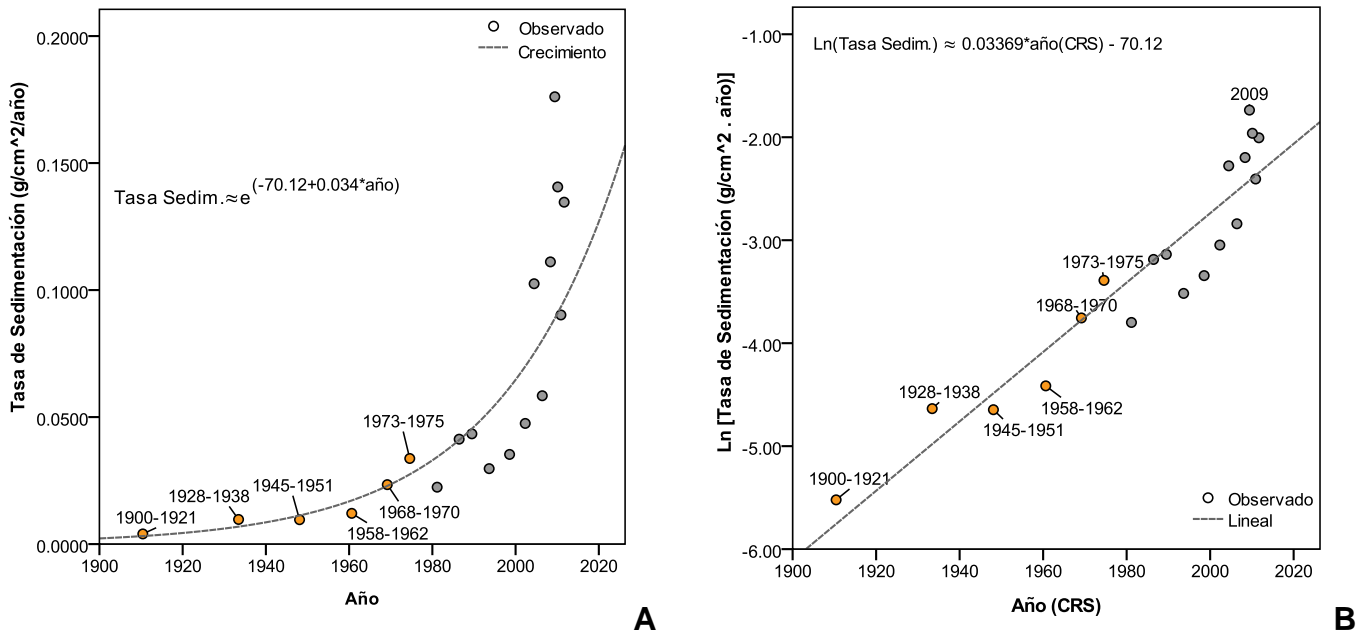 Tasa de Sedimentación (g/cm^2/año)
0.2000
0.1500
0.1000
0.0500
0.0000
Observado
Crecimiento
Tasa Sedim.≈e(-70.12+0.034*año)
1973-1975
1945-1951
1928-1938
1900-1921
1968-1970
1958-1962
1900 1920 1940 1960 1980 2000 2020
Año
A
Ln [Tasa de Sedimentación (g/cm^2 . año)]
-1.00
-2.00
-3.00
-4.00
-5.00
-6.00
Ln(Tasa Sedim.) ≈ 0.03369*año(CRS) - 70.12
2009
1973-1975
1968-1970
1928-1938
1958-1962
1945-1951
1900-1921
Observado
Lineal
1900 1920 1940 1960 1980 2000 2020
Año (CRS)
B